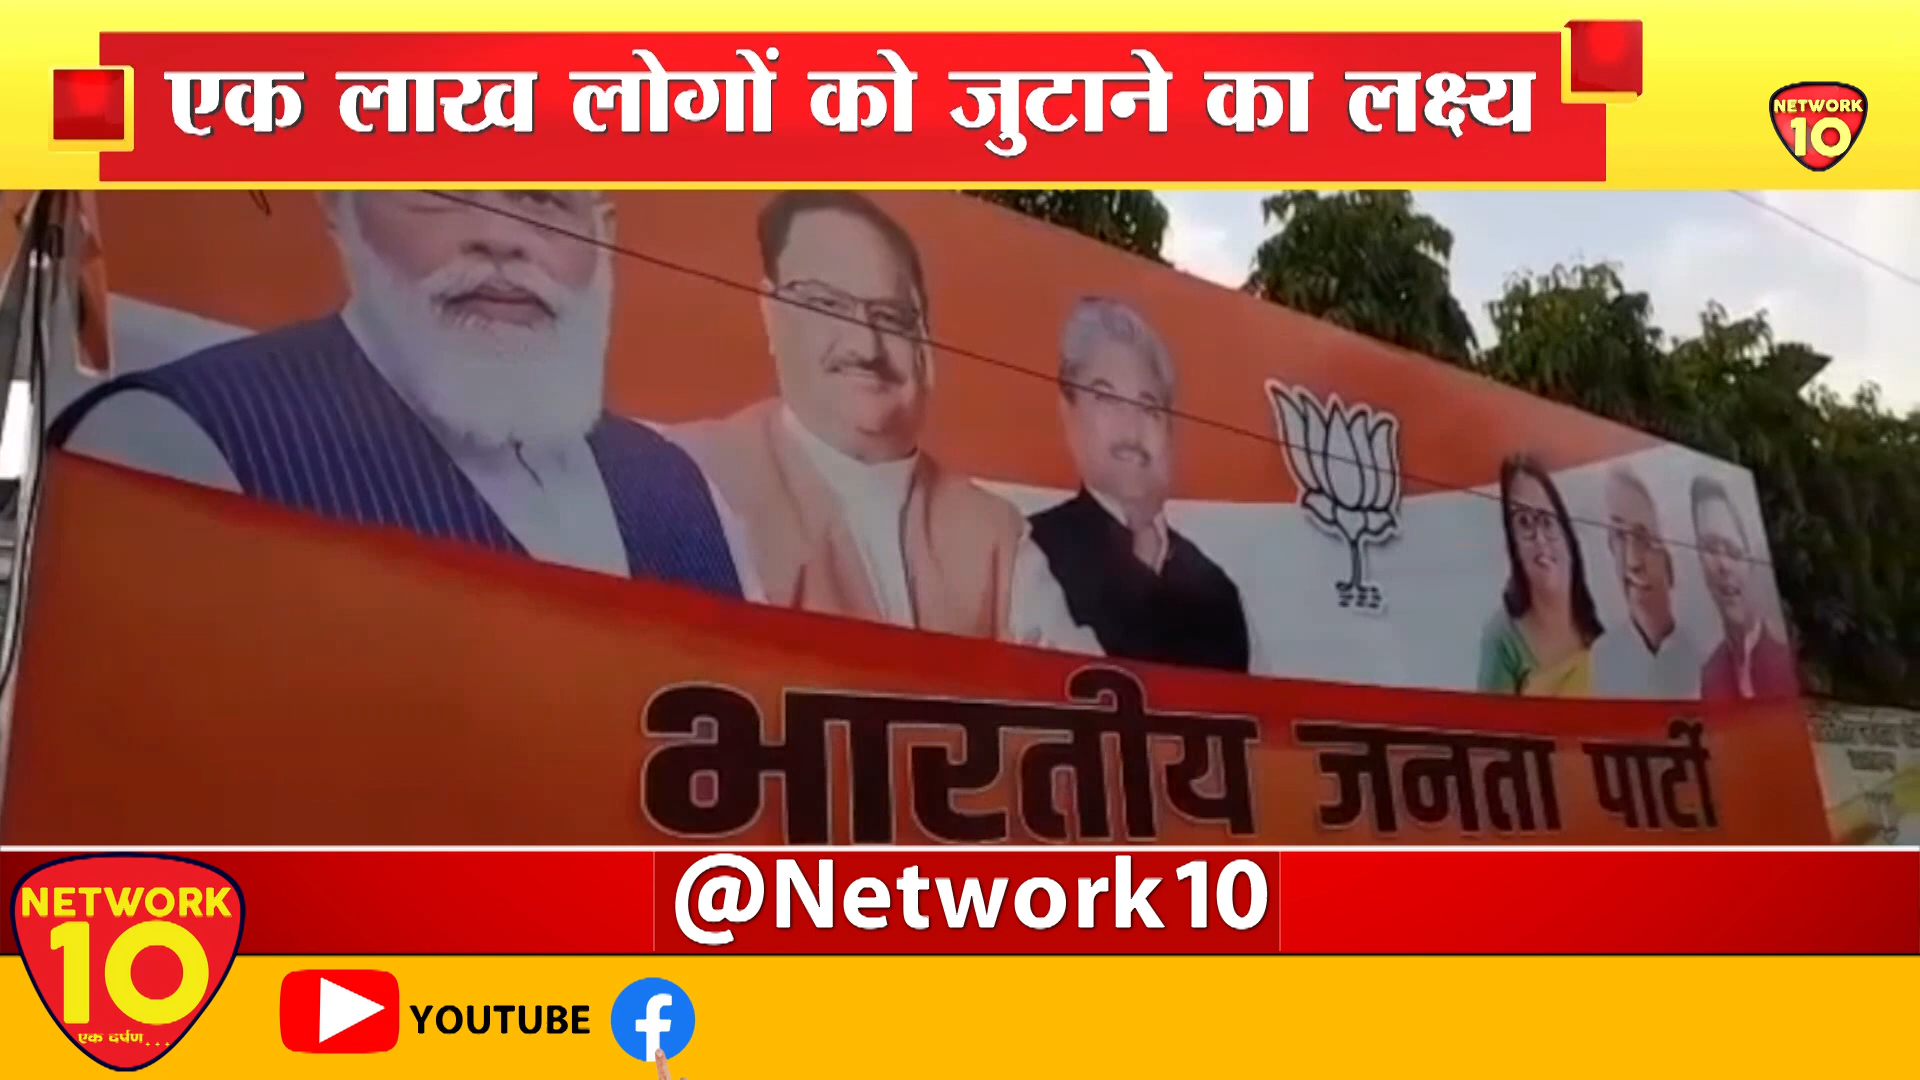 एक लाख लोगों को जुटाने का लक्ष्य
NETWORK
10
भारतीय जनता पार्टी
@Network10
NETWORK
10
एक दर्पण...
YOUTUBE